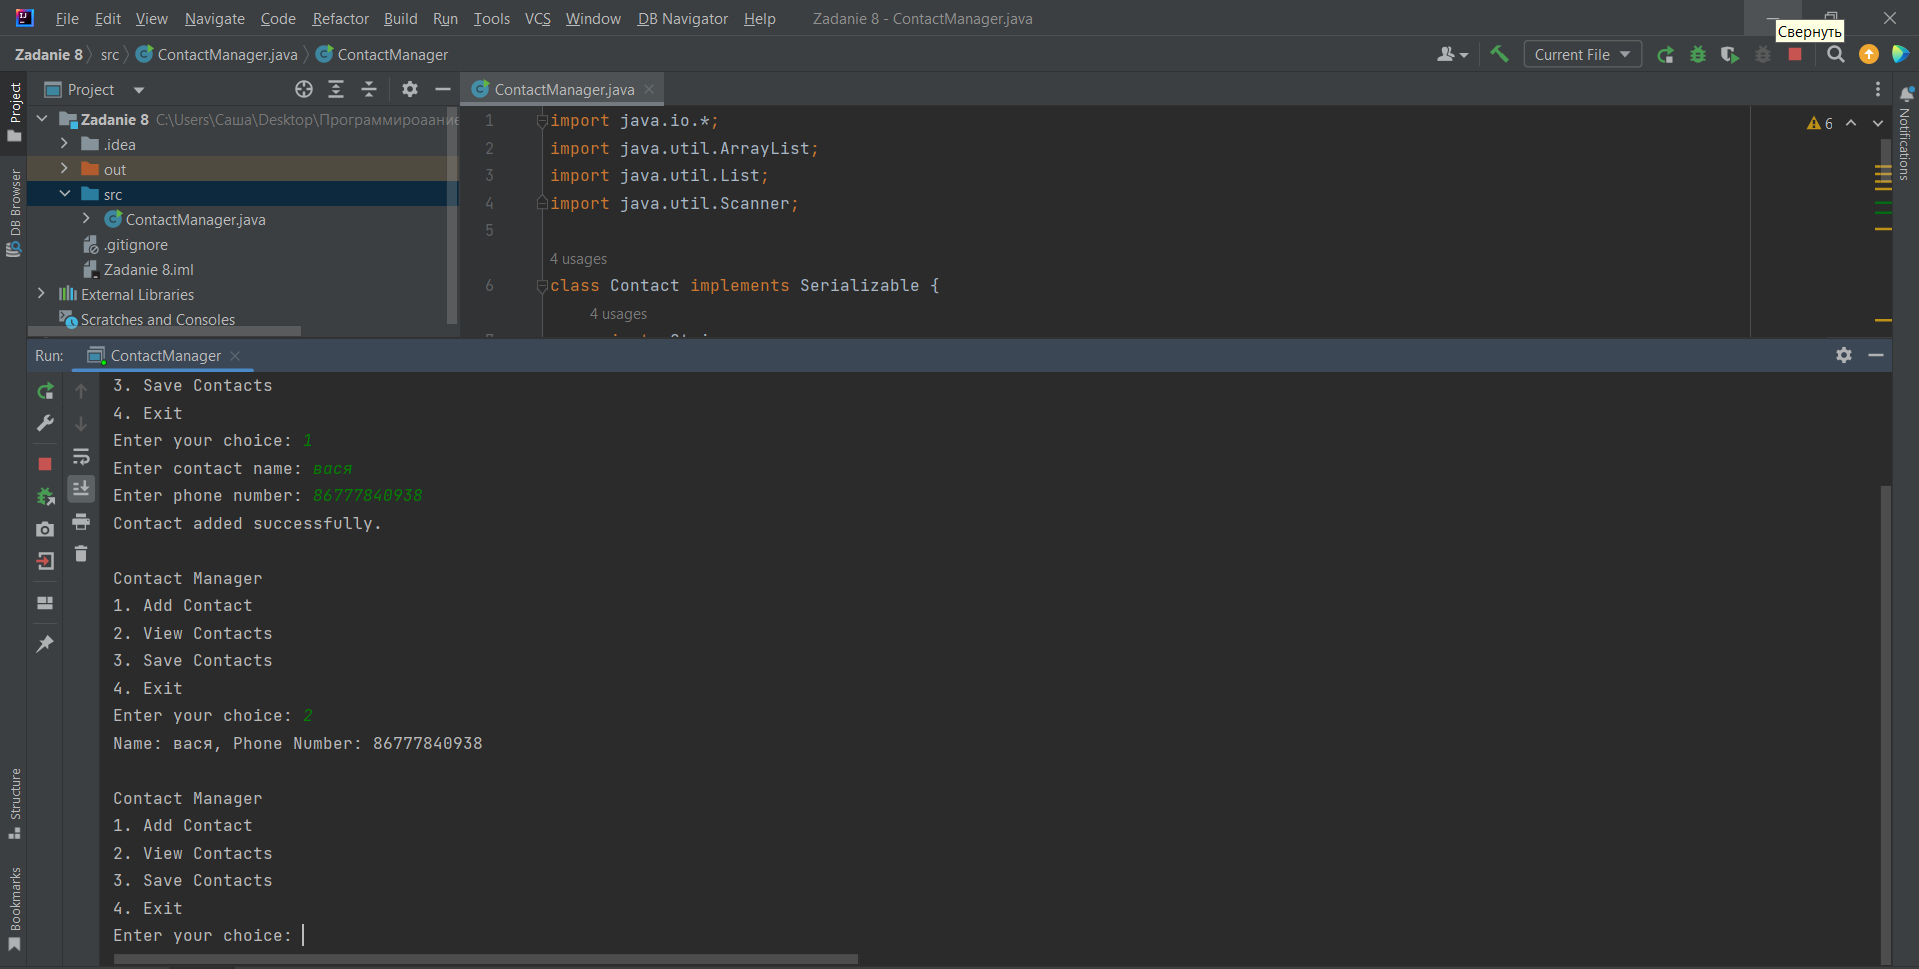 File Edit View Navigate Code Refactor Build Run Tools VCS Window DB Navigator Help Zadanie 8 - ContactManager.java
Свернуть
Zadanie 8 src ContactManager.java ContactManager Current File
Project
Project ContactManager.java
Zadanie 8 C:\Users\Саша\Desktop\Программироаание
.idea
out
src
ContactManager.java
.gitignore
Zadanie 8.iml
External Libraries
Scratches and Consoles
DB Browser
1 import java.io.*;
2 import java.util.ArrayList;
3 import java.util.List;
4 import java.util.Scanner;
5
4 usages
6 class Contact implements Serializable {
4 usages
6
Notifications
Run: ContactManager
3. Save Contacts
4. Exit
Enter your choice: 1
Enter contact name: вася
Enter phone number: 86777840938
Contact added successfully.
Contact Manager
1. Add Contact
2. View Contacts
3. Save Contacts
4. Exit
Enter your choice: 2
Name: вася, Phone Number: 86777840938
Contact Manager
1. Add Contact
2. View Contacts
3. Save Contacts
4. Exit
Enter your choice:
Structure
Bookmarks